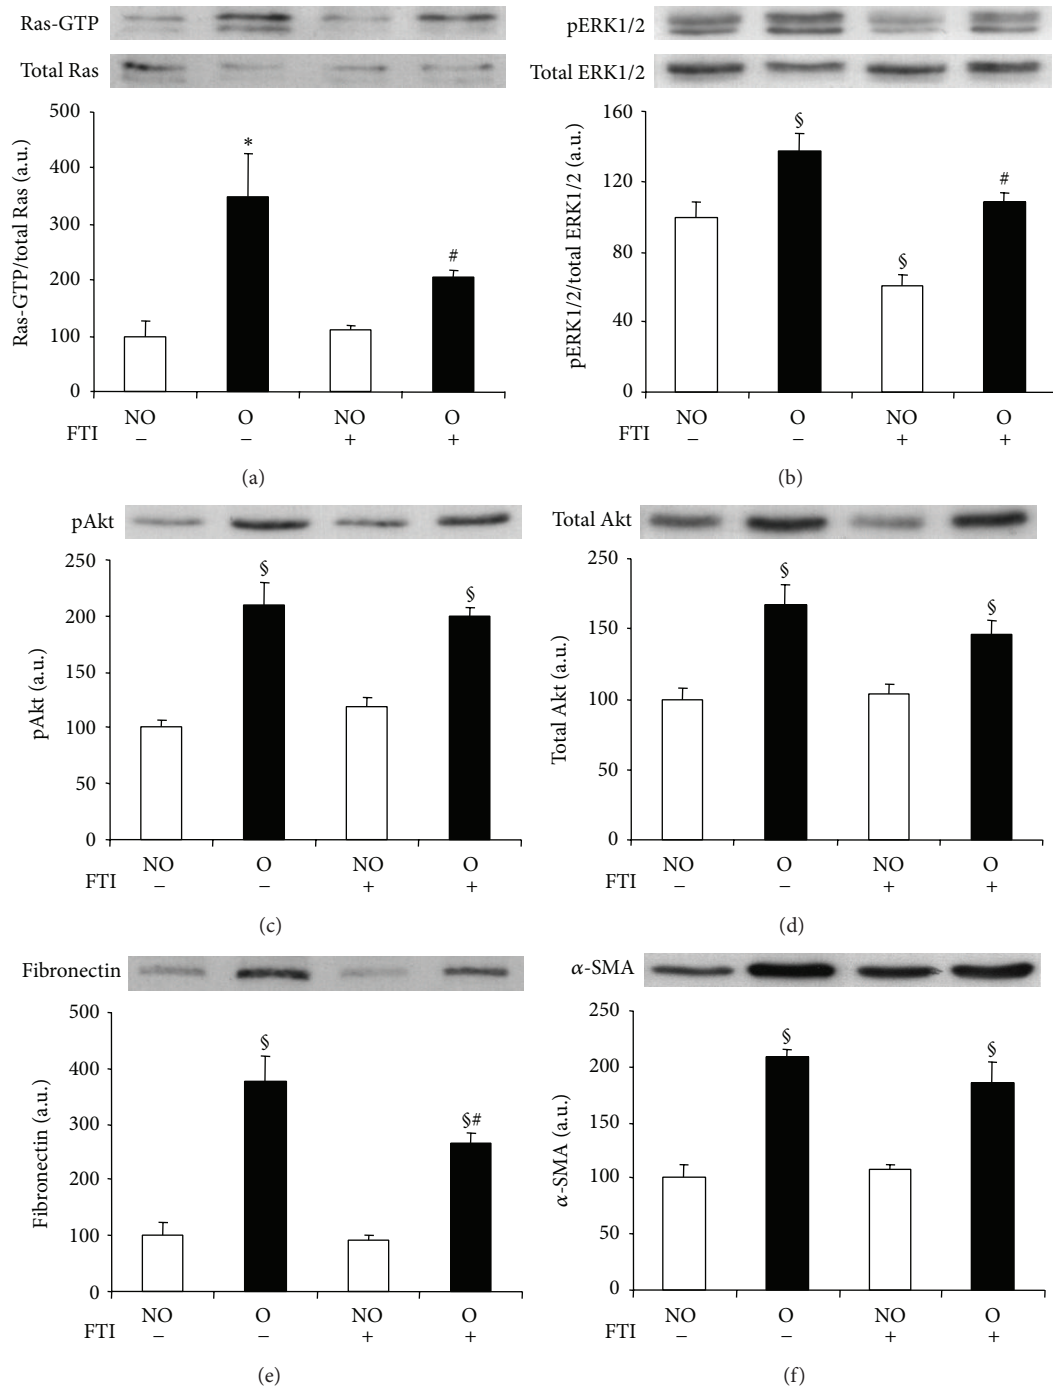 Ras-GTP
Total Ras
500
400
300
200
100
0
Ras-GTP/total Ras (a.u.)
*
#
NO O NO O
FTI − − + +
(a)
pERK1/2
Total ERK1/2
160
120
80
40
0
pERK1/2/total ERK1/2 (a.u.)
§
§
#
NO O NO O
FTI − − + +
(b)
pAkt
250
200
150
100
50
0
pAkt (a.u.)
§
§
NO O NO O
FTI − − + +
(c)
Total Akt
250
150
100
50
0
Total Akt (a.u.)
§
§
NO O NO O
FTI − − + +
(d)
Fibronectin
500
400
300
200
100
0
Fibronectin (a.u.)
§
§#
NO O NO O
FTI − − + +
(e)
α-SMA
250
200
150
100
50
0
α-SMA (a.u.)
§
§
NO O NO O
FTI − − + +
(f)